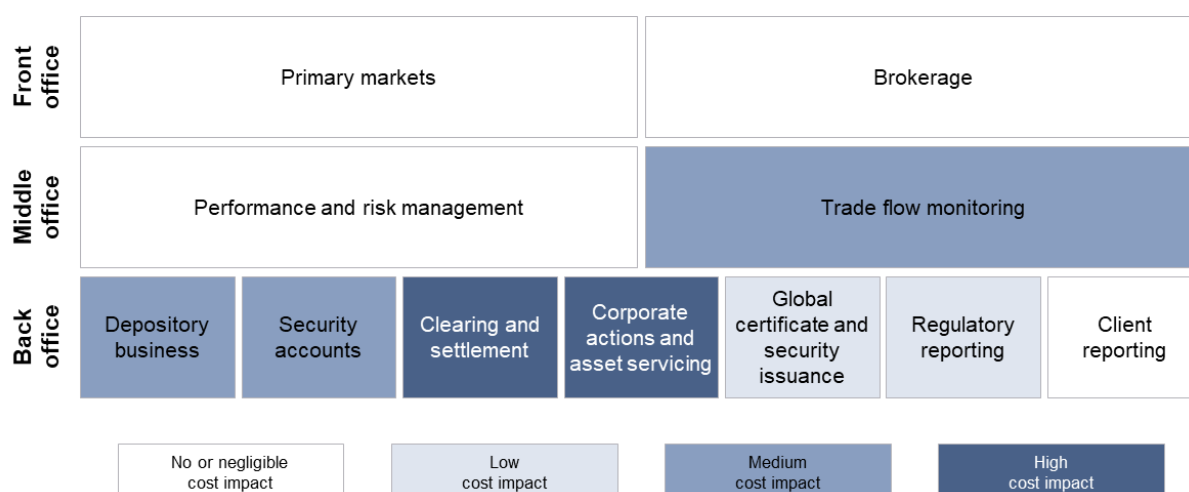 Front
office
Primary markets
Brokerage
Middle
office
Performance and risk management
Trade flow monitoring
Back
office
Depository
business
Security
accounts
Clearing and
settlement
Corporate
actions and
asset servicing
Global
certificate and
security
issuance
Regulatory
reporting
Client
reporting
No or negligible
cost impact
Low
cost impact
Medium
cost impact
High
cost impact